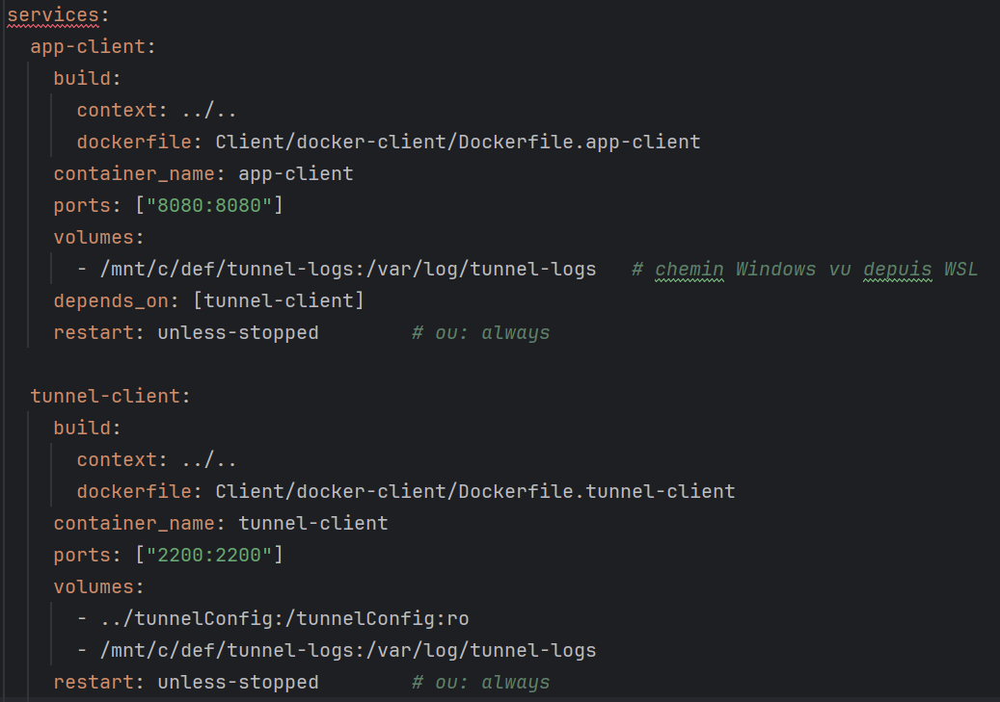 services:
  app-client:
    build:
      context: ../..
      dockerfile: Client/docker-client/Dockerfile.app-client
    container_name: app-client
    ports: ["8080:8080"]
    volumes:
      - /mnt/c/def/tunnel-logs:/var/log/tunnel-logs   # chemin Windows vu depuis WSL
    depends_on: [tunnel-client]
    restart: unless-stopped        # ou: always

  tunnel-client:
    build:
      context: ../..
      dockerfile: Client/docker-client/Dockerfile.tunnel-client
    container_name: tunnel-client
    ports: ["2200:2200"]
    volumes:
      - ../tunnelConfig:/tunnelConfig:ro
      - /mnt/c/def/tunnel-logs:/var/log/tunnel-logs
    restart: unless-stopped        # ou: always